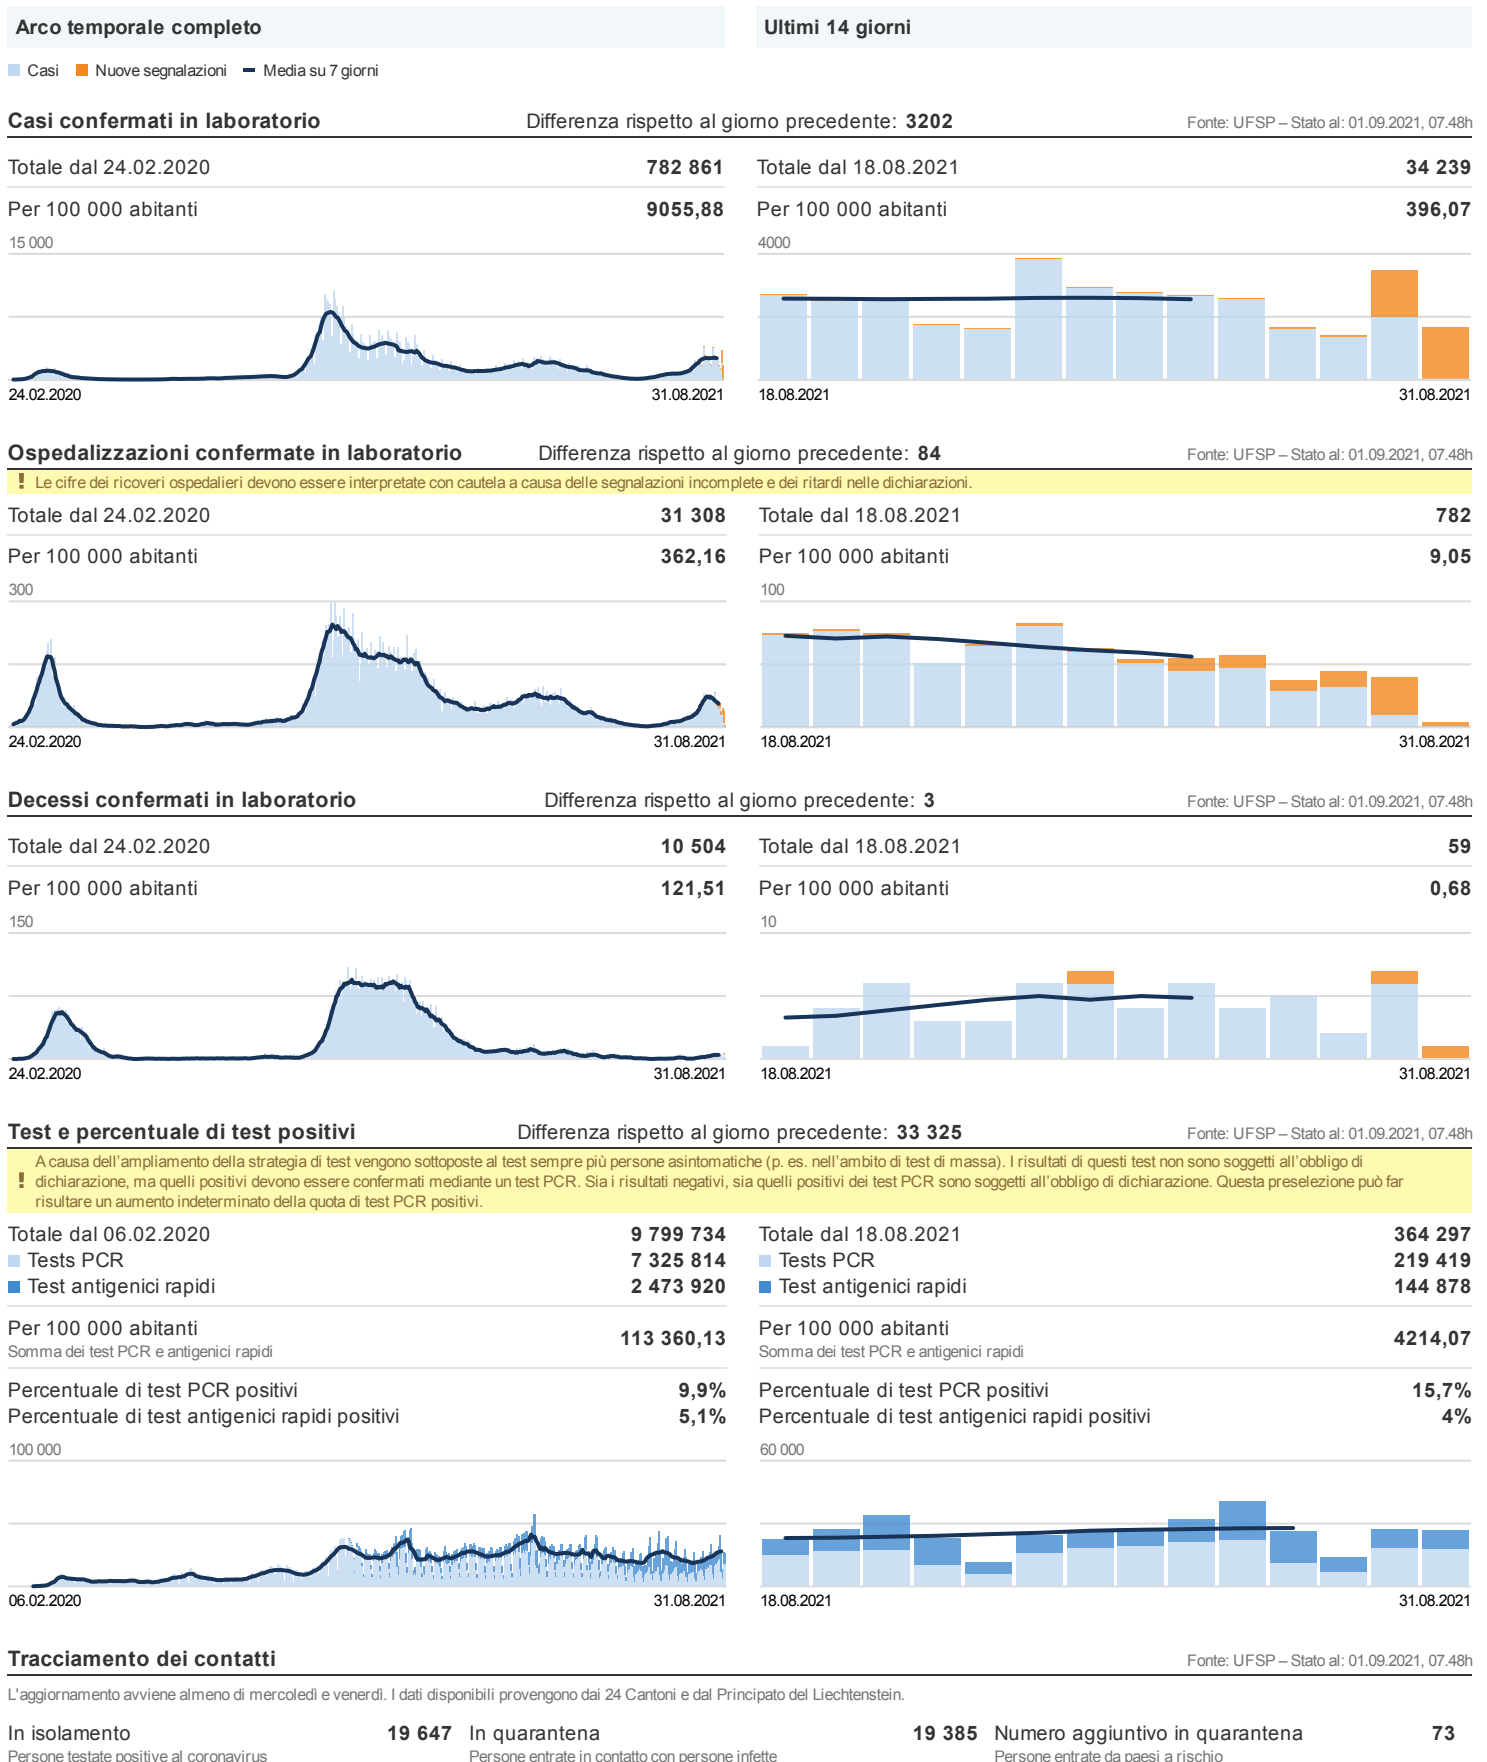 Arco temporale completo
Ultimi 14 giorni
Casi Nuove segnalazioni Media su 7 giorni
Casi confermati in laboratorio Differenza rispetto al giorno precedente: 3202 Fonte: UFSP – Stato al: 01.09.2021, 07.48h
Totale dal 24.02.2020 782 861
Per 100 000 abitanti 9055,88
15 000
24.02.2020 31.08.2021
Totale dal 18.08.2021 34 239
Per 100 000 abitanti 396,07
4000
18.08.2021 31.08.2021
Ospedalizzazioni confermate in laboratorio Differenza rispetto al giorno precedente: 84 Fonte: UFSP – Stato al: 01.09.2021, 07.48h
! Le cifre dei ricoveri ospedalieri devono essere interpretate con cautela a causa delle segnalazioni incomplete e dei ritardi nelle dichiarazioni.
Totale dal 24.02.2020 31 308
Per 100 000 abitanti 362,16
300
24.02.2020 31.08.2021
Totale dal 18.08.2021 782
Per 100 000 abitanti 9,05
100
18.08.2021 31.08.2021
Decessi confermati in laboratorio Differenza rispetto al giorno precedente: 3 Fonte: UFSP – Stato al: 01.09.2021, 07.48h
Totale dal 24.02.2020 10 504
Per 100 000 abitanti 121,51
150
24.02.2020 31.08.2021
Totale dal 18.08.2021 59
Per 100 000 abitanti 0,68
10
18.08.2021 31.08.2021
Test e percentuale di test positivi Differenza rispetto al giorno precedente: 33 325 Fonte: UFSP – Stato al: 01.09.2021, 07.48h
A causa dell'ampliamento della strategia di test vengono sottoposte al test sempre più persone asintomatiche (p. es. nell'ambito di test di massa). I risultati di questi test non sono soggetti all'obbligo di
! dichiarazione, ma quelli positivi devono essere confermati mediante un test PCR. Sia i risultati negativi, sia quelli positivi dei test PCR sono soggetti all'obbligo di dichiarazione. Questa preselezione può far
risultare un aumento indeterminato della quota di test PCR positivi.
Totale dal 06.02.2020 9 799 734
Tests PCR 7 325 814
Test antigenici rapidi 2 473 920
Per 100 000 abitanti 113 360,13
Somma dei test PCR e antigenici rapidi
Percentuale di test PCR positivi 9,9%
Percentuale di test antigenici rapidi positivi 5,1%
100 000
06.02.2020 31.08.2021
Totale dal 18.08.2021 364 297
Tests PCR 219 419
Test antigenici rapidi 144 878
Per 100 000 abitanti 4214,07
Somma dei test PCR e antigenici rapidi
Percentuale di test PCR positivi 15,7%
Percentuale di test antigenici rapidi positivi 4%
60 000
18.08.2021 31.08.2021
Tracciamento dei contatti Fonte: UFSP – Stato al: 01.09.2021, 07.48h
L'aggiornamento avviene almeno di mercoledì e venerdì. I dati disponibili provengono dai 24 Cantoni e dal Principato del Liechtenstein.
In isolamento 19 647
Persone testate positive al coronavirus
In quarantena 19 385
Persone entrate in contatto con persone infette
Numero aggiuntivo in quarantena 73
Persone entrate da paesi a rischio